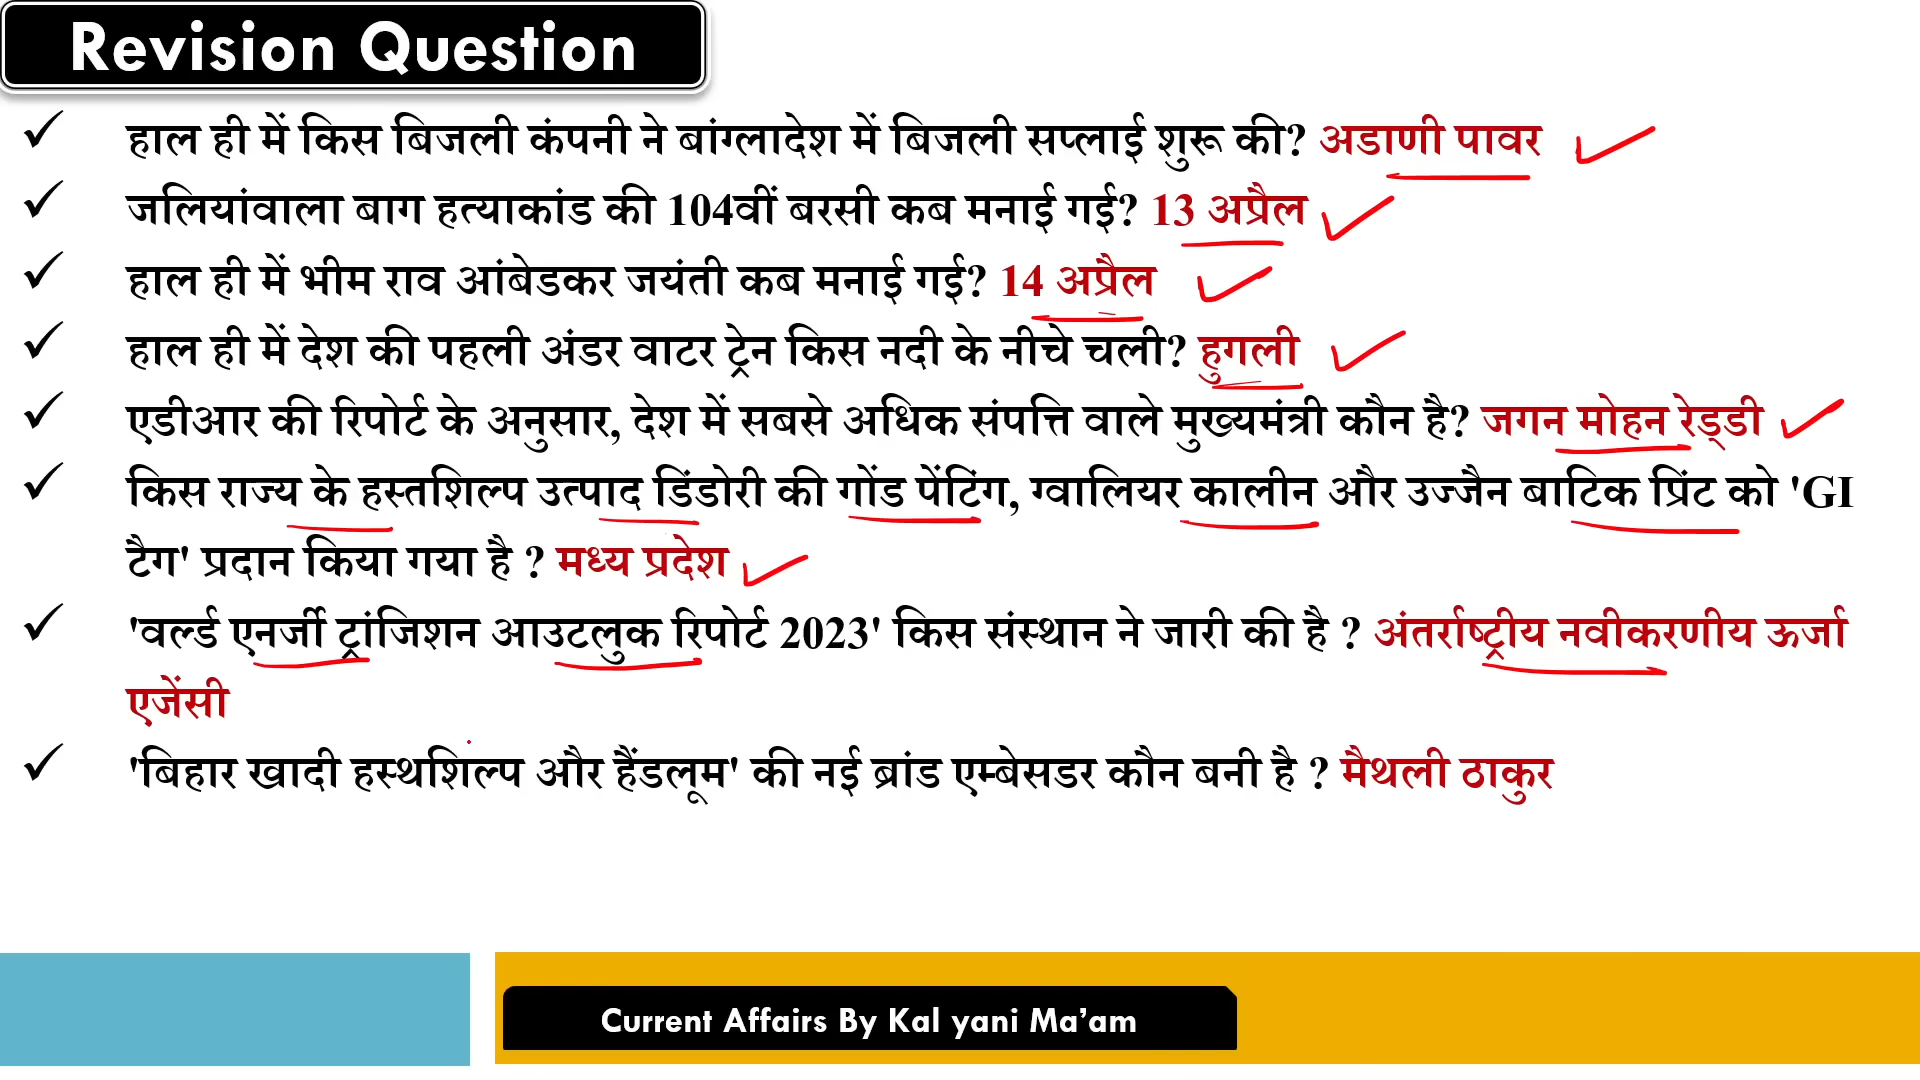 Revision Question
✓ हाल ही में किस बिजली कंपनी ने बांग्लादेश में बिजली सप्लाई शुरू की? अडाणी पावर
✓ जलियांवाला बाग हत्याकांड की 104वीं बरसी कब मनाई गई? 13 अप्रैल
✓ हाल ही में भीम राव आंबेडकर जयंती कब मनाई गई? 14 अप्रैल
✓ हाल ही में देश की पहली अंडर वाटर ट्रेन किस नदी के नीचे चली? हुगली
✓ एडीआर की रिपोर्ट के अनुसार, देश में सबसे अधिक संपत्ति वाले मुख्यमंत्री कौन है? जगन मोहन रेड्डी
✓ किस राज्य के हस्तशिल्प उत्पाद डिंडोरी की गोंड पेंटिंग, ग्वालियर कालीन और उज्जैन बाटिक प्रिंट को 'GI
टैग' प्रदान किया गया है ? मध्य प्रदेश
✓ 'वर्ल्ड एनर्जी ट्रांजिशन आउटलुक रिपोर्ट 2023' किस संस्थान ने जारी की है ? अंतर्राष्ट्रीय नवीकरणीय ऊर्जा
एजेंसी
✓ 'बिहार खादी हस्थशिल्प और हैंडलूम' की नई ब्रांड एम्बेसडर कौन बनी है ? मैथली ठाकुर
Current Affairs By Kal yani Ma’am